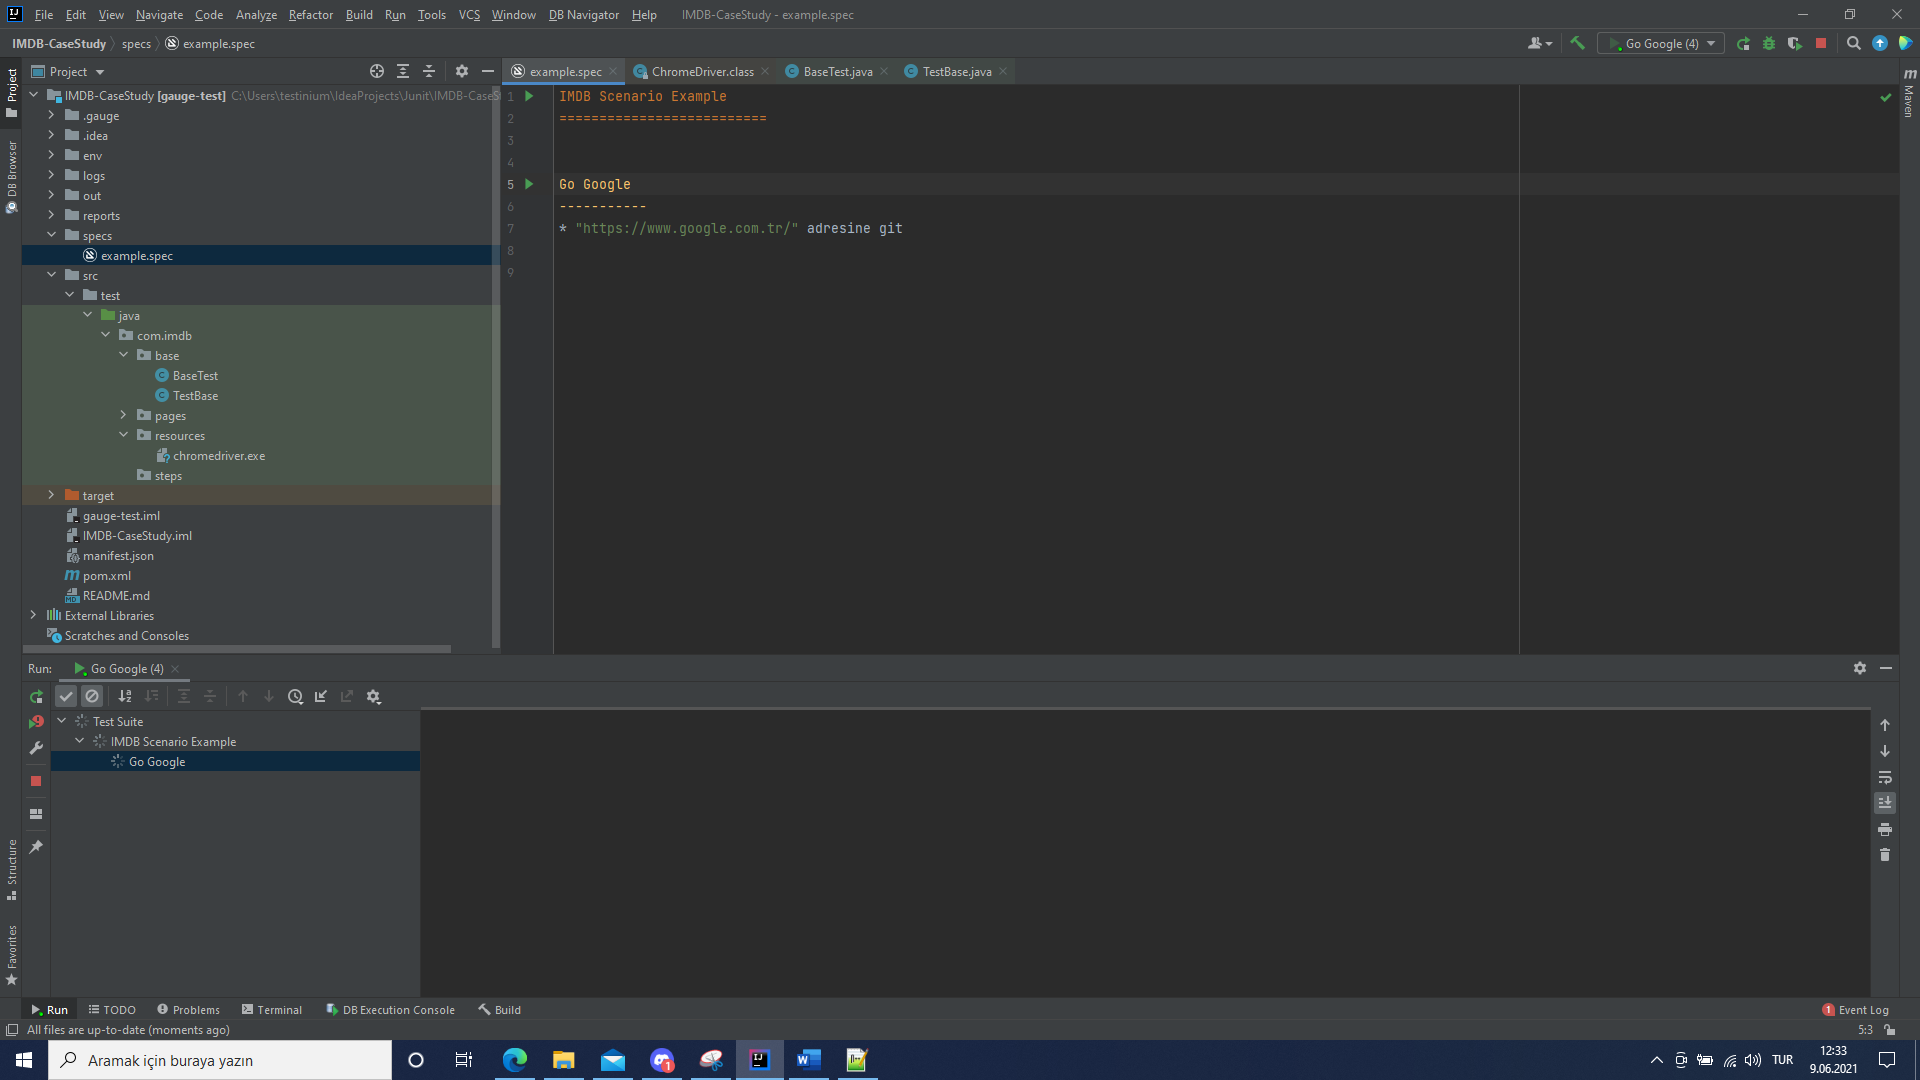 File Edit View Navigate Code Analyze Refactor Build Run Tools VCS Window DB Navigator Help IMDB-CaseStudy - example.spec
IMDB-CaseStudy specs example.spec
Go Google (4)
Project
example.spec ChromeDriver.class BaseTest.java TestBase.java
Project
DB Browser
Structure
Favorites
Maven
IMDB-CaseStudy [gauge-test] C:\Users\testinium\IdeaProjects\Junit\IMDB-CaseS
.gauge
.idea
env
logs
out
reports
specs
example.spec
src
test
java
com.imdb
base
BaseTest
TestBase
pages
resources
chromedriver.exe
steps
target
gauge-test.iml
IMDB-CaseStudy.iml
manifest.json
pom.xml
README.md
External Libraries
Scratches and Consoles
1 IMDB Scenario Example
2 ==========================
3
4
5 Go Google
6 -----------
7 * "https://www.google.com.tr/" adresine git
8
9
Run: Go Google (4)
Test Suite
IMDB Scenario Example
Go Google
Run TODO Problems Terminal DB Execution Console Build 1 Event Log
All files are up-to-date (moments ago) 5:3
Aramak için buraya yazın
1
TUR
12:33
9.06.2021